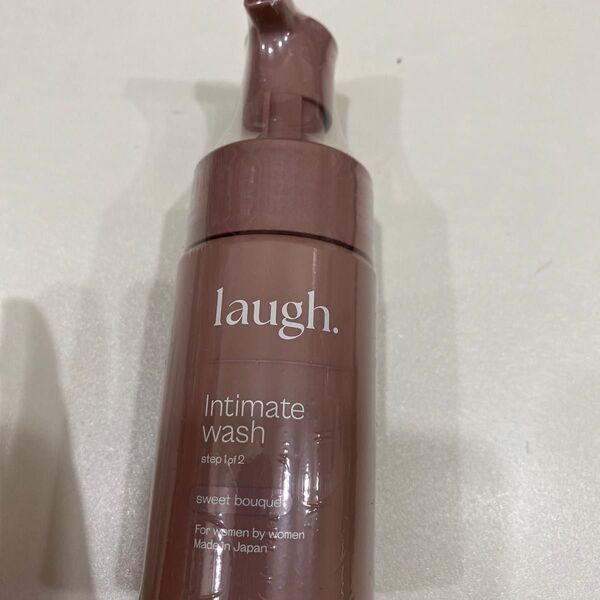 laugh.
Intimate
wash
step 1 of 2
sweet bouquet
For women by women
Made in Japan